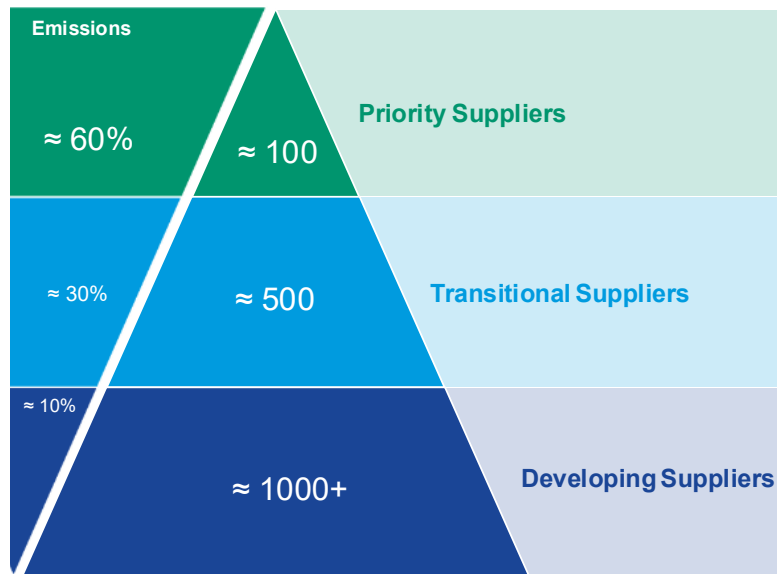 Emissions
≈ 60%
≈ 100
Priority Suppliers
≈ 30%
≈ 500
Transitional Suppliers
≈ 10%
≈ 1000+
Developing Suppliers